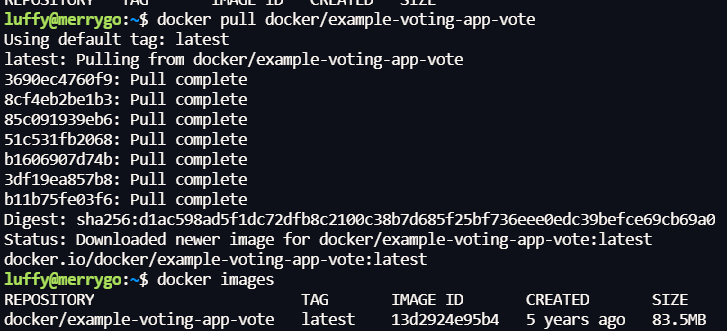 REPOSITORY TAG IMAGE ID CREATED SIZE
luffy@merrygo:~$ docker pull docker/example-voting-app-vote
Using default tag: latest
latest: Pulling from docker/example-voting-app-vote
3690ec4760f9: Pull complete
8cf4eb2be1b3: Pull complete
85c091939eb6: Pull complete
51c531fb2068: Pull complete
b1606907d74b: Pull complete
3df19ea857b8: Pull complete
b11b75fe03f6: Pull complete
Digest: sha256:d1ac598ad5f1dc72dfb8c2100c38b7d685f25bf736eee0edc39befce69cb69a0
Status: Downloaded newer image for docker/example-voting-app-vote:latest
docker.io/docker/example-voting-app-vote:latest
luffy@merrygo:~$ docker images
REPOSITORY TAG IMAGE ID CREATED SIZE
docker/example-voting-app-vote latest 13d2924e95b4 5 years ago 83.5MB